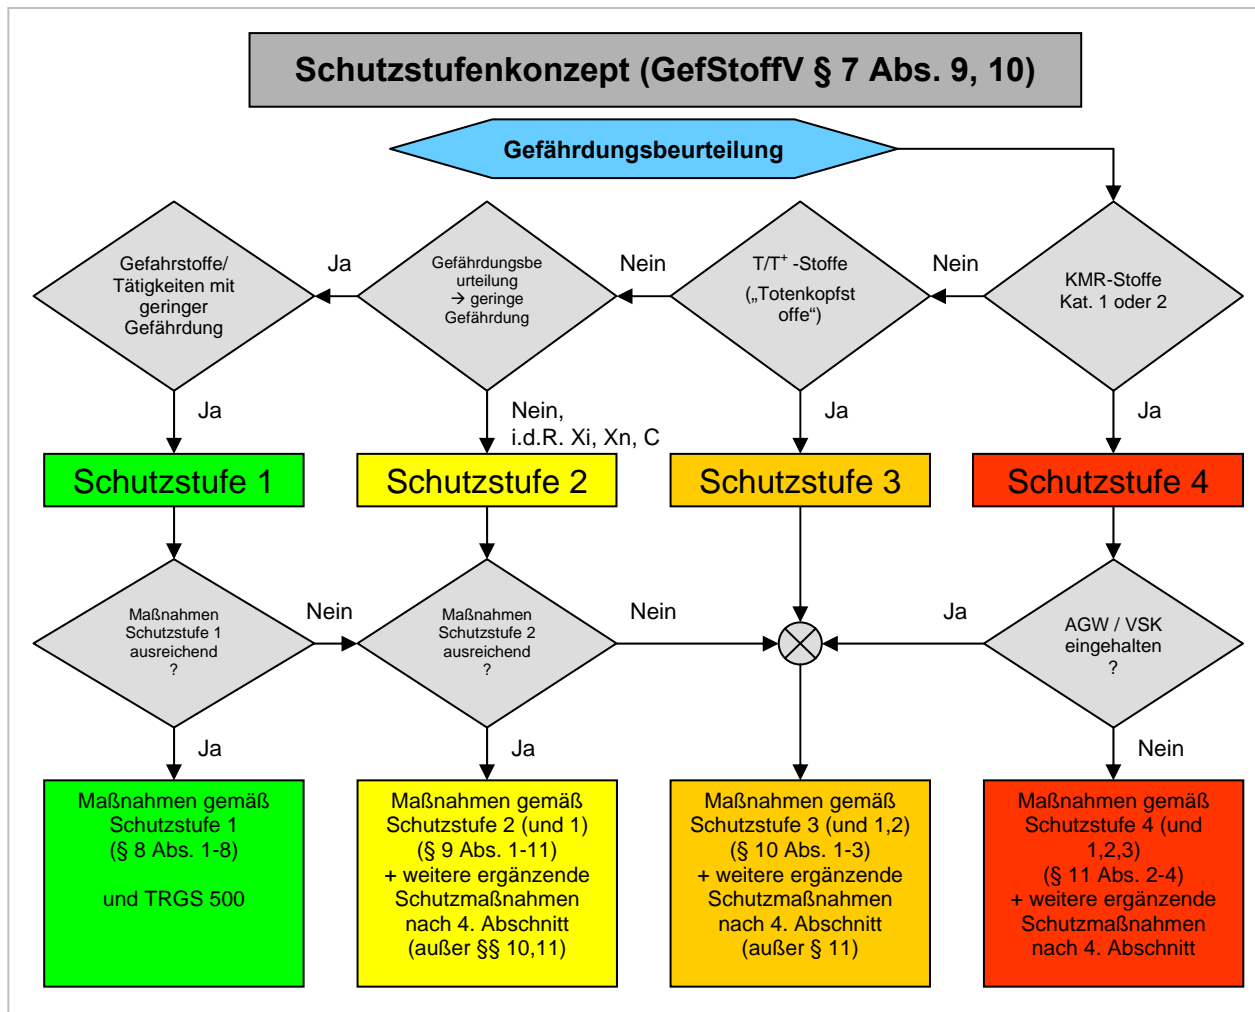 Schutzstufenkonzept (GefStoffV § 7 Abs. 9, 10)
Gefährdungsbeurteilung
Gefahrstoffe/
Tätigkeiten mit
geringer
Gefährdung
Ja
Gefährdungsbe
urteilung
→ geringe
Gefährdung
Nein
T/T+ -Stoffe
(„Totenkopfst
offe“)
Nein
KMR-Stoffe
Kat. 1 oder 2
Ja
Nein,
i.d.R. Xi, Xn, C
Ja
Ja
Schutzstufe 1
Schutzstufe 2
Schutzstufe 3
Schutzstufe 4
Maßnahmen
Schutzstufe 1
ausreichend
?
Nein
Maßnahmen
Schutzstufe 2
ausreichend
?
Nein
Ja
AGW / VSK
eingehalten
?
Ja
Ja
Nein
Maßnahmen gemäß
Schutzstufe 1
(§ 8 Abs. 1-8)
und TRGS 500
Maßnahmen gemäß
Schutzstufe 2 (und 1)
(§ 9 Abs. 1-11)
+ weitere ergänzende
Schutzmaßnahmen
nach 4. Abschnitt
(außer §§ 10,11)
Maßnahmen gemäß
Schutzstufe 3 (und 1,2)
(§ 10 Abs. 1-3)
+ weitere ergänzende
Schutzmaßnahmen
nach 4. Abschnitt
(außer § 11)
Maßnahmen gemäß
Schutzstufe 4 (und
1,2,3)
(§ 11 Abs. 2-4)
+ weitere ergänzende
Schutzmaßnahmen
nach 4. Abschnitt